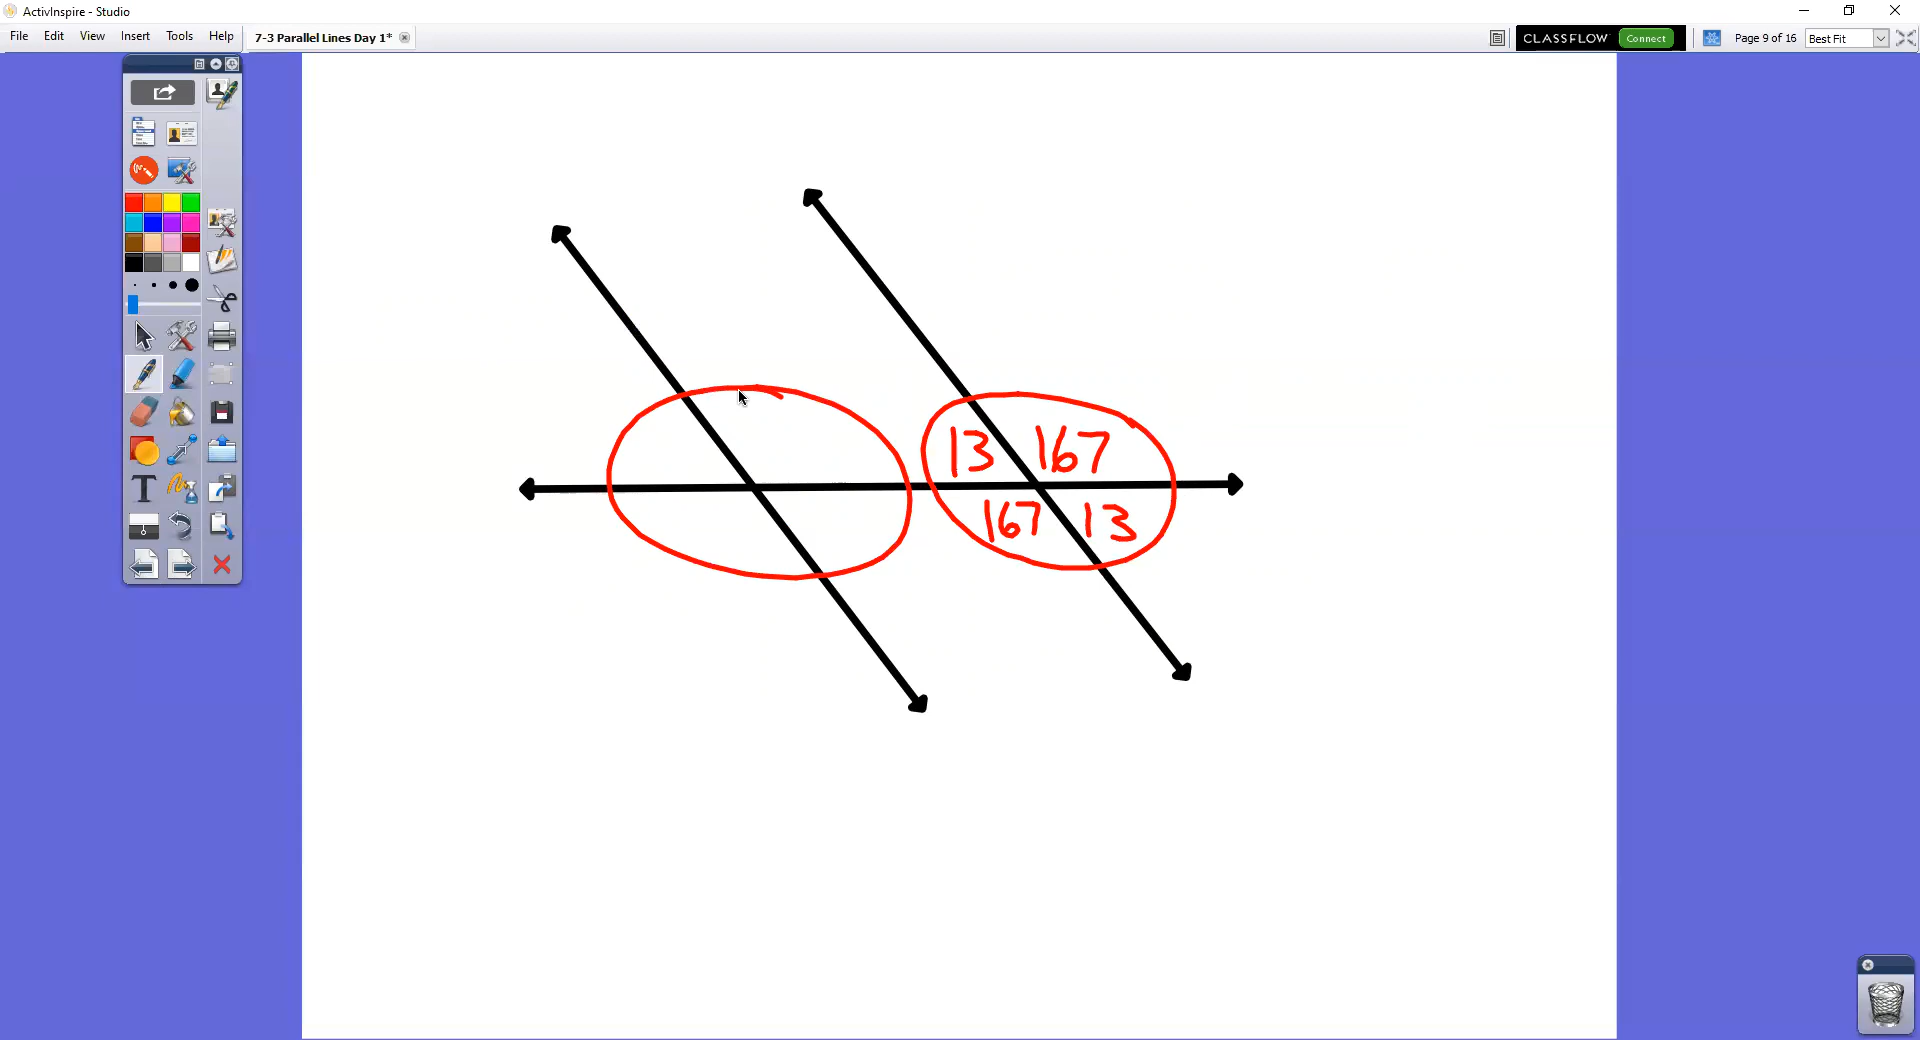 ActivInspire - Studio
File Edit View Insert Tools Help 7-3 Parallel Lines Day 1* CLASSFLOW Connect Page 9 of 16 Best Fit
13 167
167 13
T